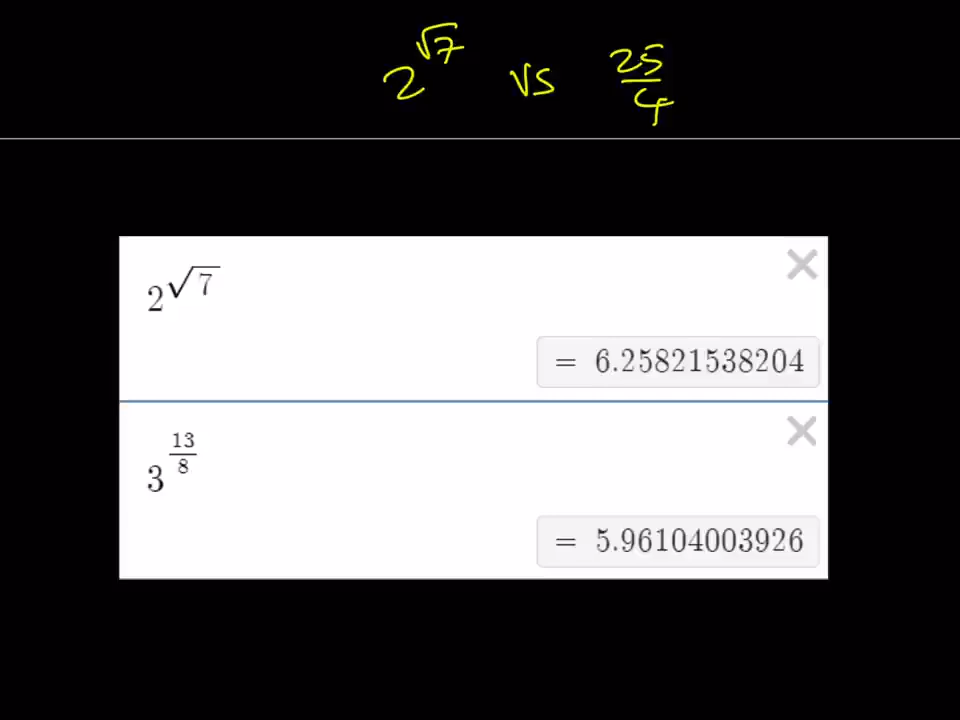 2^√7 vs 25/4
2^√7
= 6.25821538204
3^(13/8)
= 5.96104003926